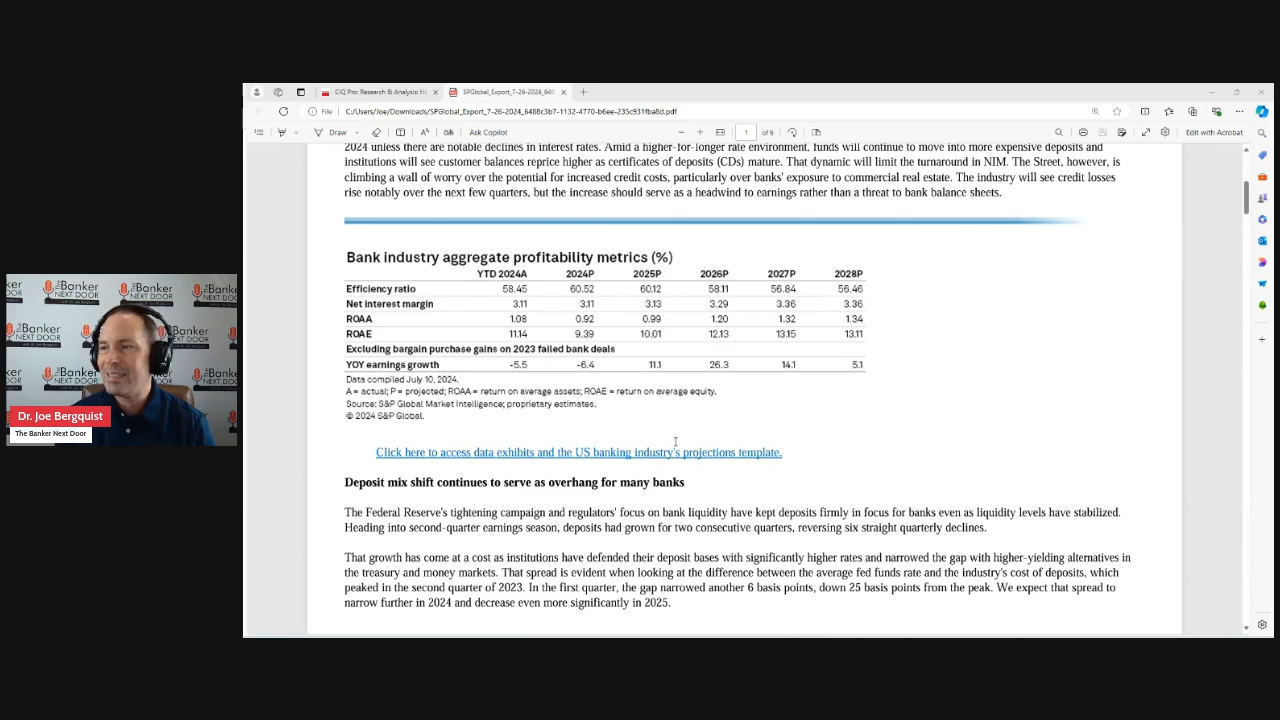 CIQ Pro: Research & Analysis: Hi
SPGlobal_Export_7-26-2024_648
File
C:/Users/Joe/Downloads/SPGlobal_Export_7-26-2024_6488c3b7-1132-4770-b6ee-235c931fba8d.pdf
Draw
Ask Copilot
1
of 6
Edit with Acrobat
2024 unless there are notable declines in interest rates. Amid a higher-for-longer rate environment, funds will continue to move into more expensive deposits and
institutions will see customer balances reprice higher as certificates of deposits (CDs) mature. That dynamic will limit the turnaround in NIM. The Street, however, is
climbing a wall of worry over the potential for increased credit costs, particularly over banks' exposure to commercial real estate. The industry will see credit losses
rise notably over the next few quarters, but the increase should serve as a headwind to earnings rather than a threat to bank balance sheets.
Bank industry aggregate profitability metrics (%)
YTD 2024A 2024P 2025P 2026P 2027P 2028P
Efficiency ratio 58.45 60.52 60.12 58.11 56.84 56.46
Net interest margin 3.11 3.11 3.13 3.29 3.36 3.36
ROAA 1.08 0.92 0.99 1.20 1.32 1.34
ROAE 11.14 9.39 10.01 12.13 13.15 13.11
Excluding bargain purchase gains on 2023 failed bank deals
YOY earnings growth -5.5 -6.4 11.1 26.3 14.1 5.1
Data compiled July 10, 2024.
A = actual; P = projected; ROAA = return on average assets; ROAE = return on average equity.
Source: S&P Global Market Intelligence; proprietary estimates.
© 2024 S&P Global.
Click here to access data exhibits and the US banking industry's projections template.
Deposit mix shift continues to serve as overhang for many banks
The Federal Reserve's tightening campaign and regulators' focus on bank liquidity have kept deposits firmly in focus for banks even as liquidity levels have stabilized.
Heading into second-quarter earnings season, deposits had grown for two consecutive quarters, reversing six straight quarterly declines.
That growth has come at a cost as institutions have defended their deposit bases with significantly higher rates and narrowed the gap with higher-yielding alternatives in
the treasury and money markets. That spread is evident when looking at the difference between the average fed funds rate and the industry's cost of deposits, which
peaked in the second quarter of 2023. In the first quarter, the gap narrowed another 6 basis points, down 25 basis points from the peak. We expect that spread to
narrow further in 2024 and decrease even more significantly in 2025.
The Banker
NEXT DOOR
Dr. Joe Bergquist
The Banker Next Door